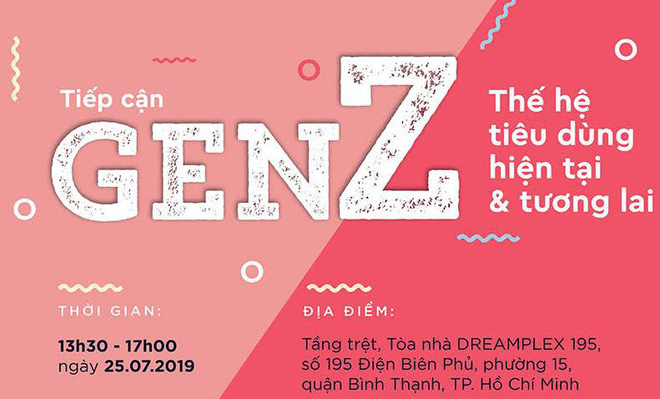 Tiếp cận
GENZ
Thế hệ
tiêu dùng
hiện tại
& tương lai
THỜI GIAN:
13h30 - 17h00
ngày 25.07.2019
ĐỊA ĐIỂM:
Tầng trệt, Tòa nhà DREAMPLEX 195,
số 195 Điện Biên Phủ, phường 15,
quận Bình Thạnh, TP. Hồ Chí Minh